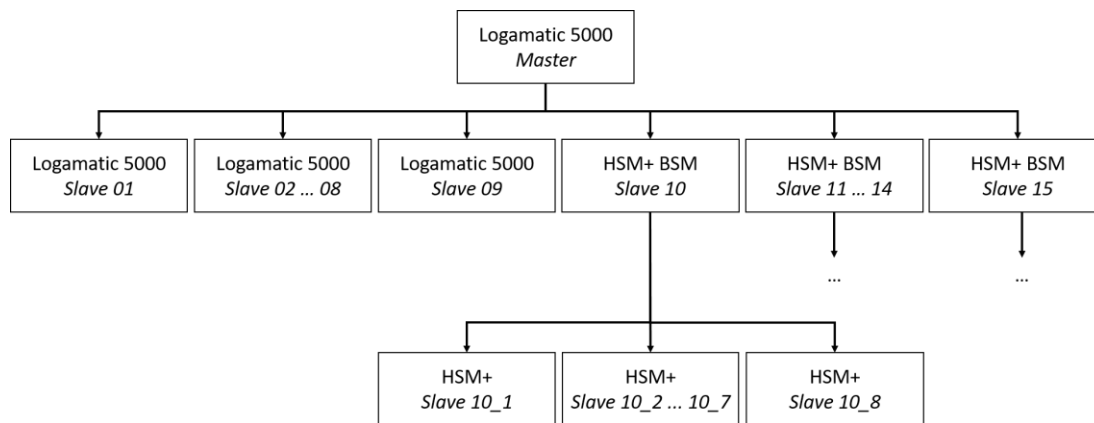 Logamatic 5000
Master
Logamatic 5000
Slave 01
Logamatic 5000
Slave 02 ... 08
Logamatic 5000
Slave 09
HSM+ BSM
Slave 10
HSM+ BSM
Slave 11 ... 14
HSM+ BSM
Slave 15
...
...
HSM+
Slave 10_1
HSM+
Slave 10_2 ... 10_7
HSM+
Slave 10_8